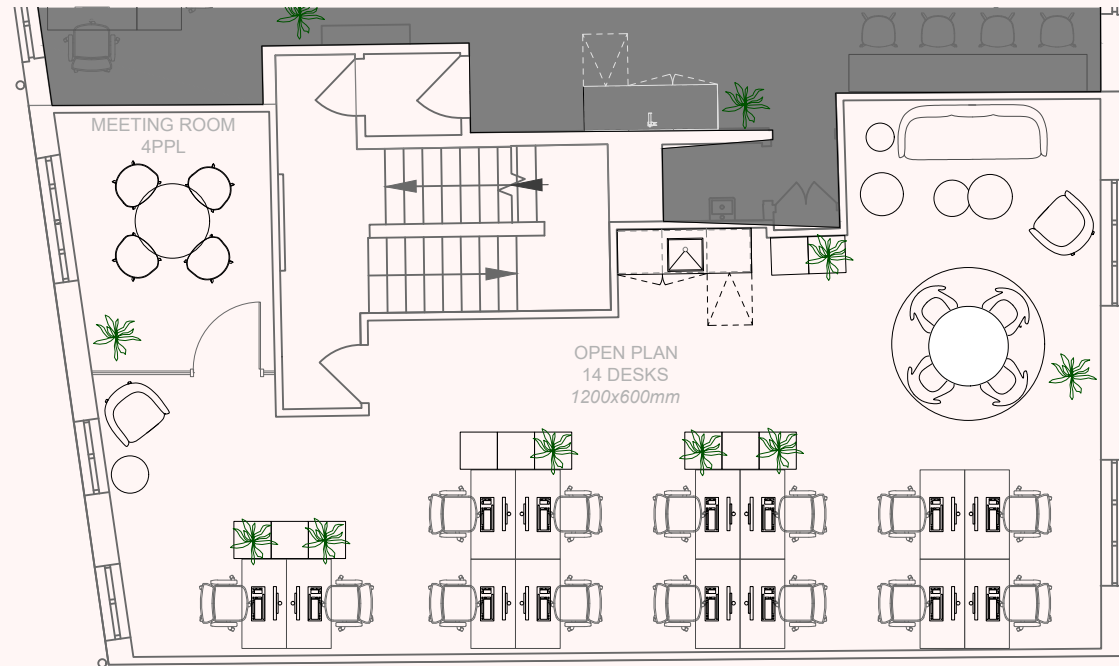 MEETING ROOM
4PPL
OPEN PLAN
14 DESKS
1200x600mm